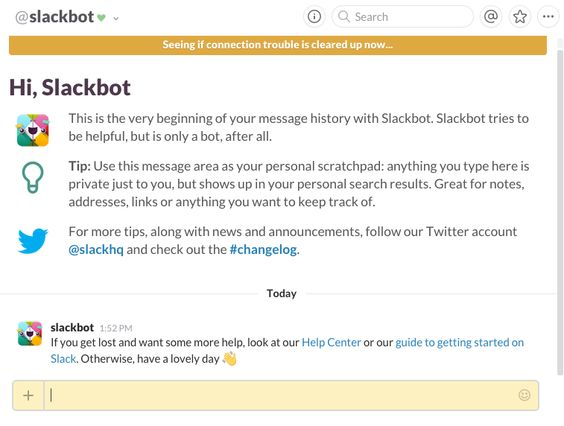 @slackbot
Search
@
Seeing if connection trouble is cleared up now...
Hi, Slackbot
This is the very beginning of your message history with Slackbot. Slackbot tries to
be helpful, but is only a bot, after all.
Tip: Use this message area as your personal scratchpad: anything you type here is
private just to you, but shows up in your personal search results. Great for notes,
addresses, links or anything you want to keep track of.
For more tips, along with news and announcements, follow our Twitter account
@slackhq and check out the #changelog.
Today
slackbot 1:52 PM
If you get lost and want some more help, look at our Help Center or our guide to getting started on
Slack. Otherwise, have a lovely day 👋